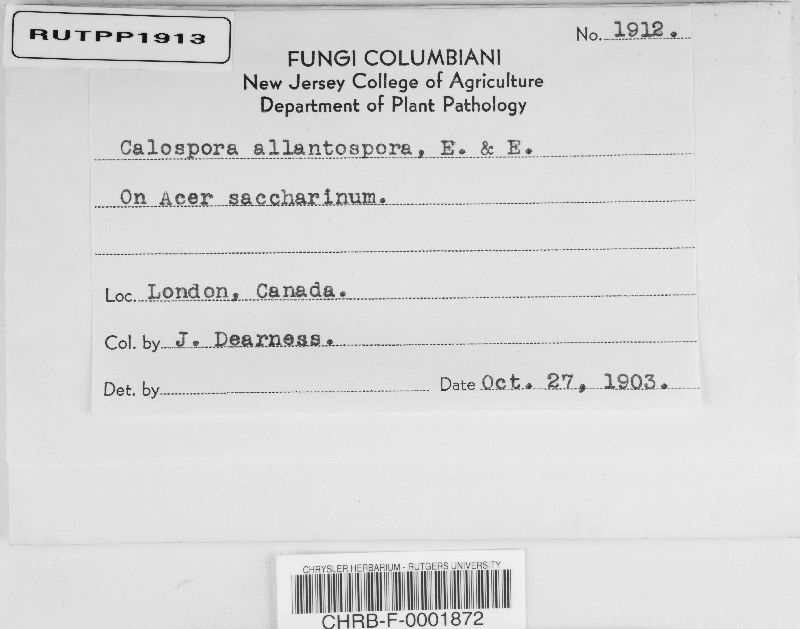 RUTPP1913
No. 1912.
FUNGI COLUMBIANI
New Jersey College of Agriculture
Department of Plant Pathology
Calospora allantospora, E. & E.
On Acer saccharinum.
Loc. London, Canada.
Col. by J. Dearness.
Det. by
Date Oct. 27, 1903.
CHRYSLER HERBARIUM - RUTGERS UNIVERSITY
CHRB-F-0001872